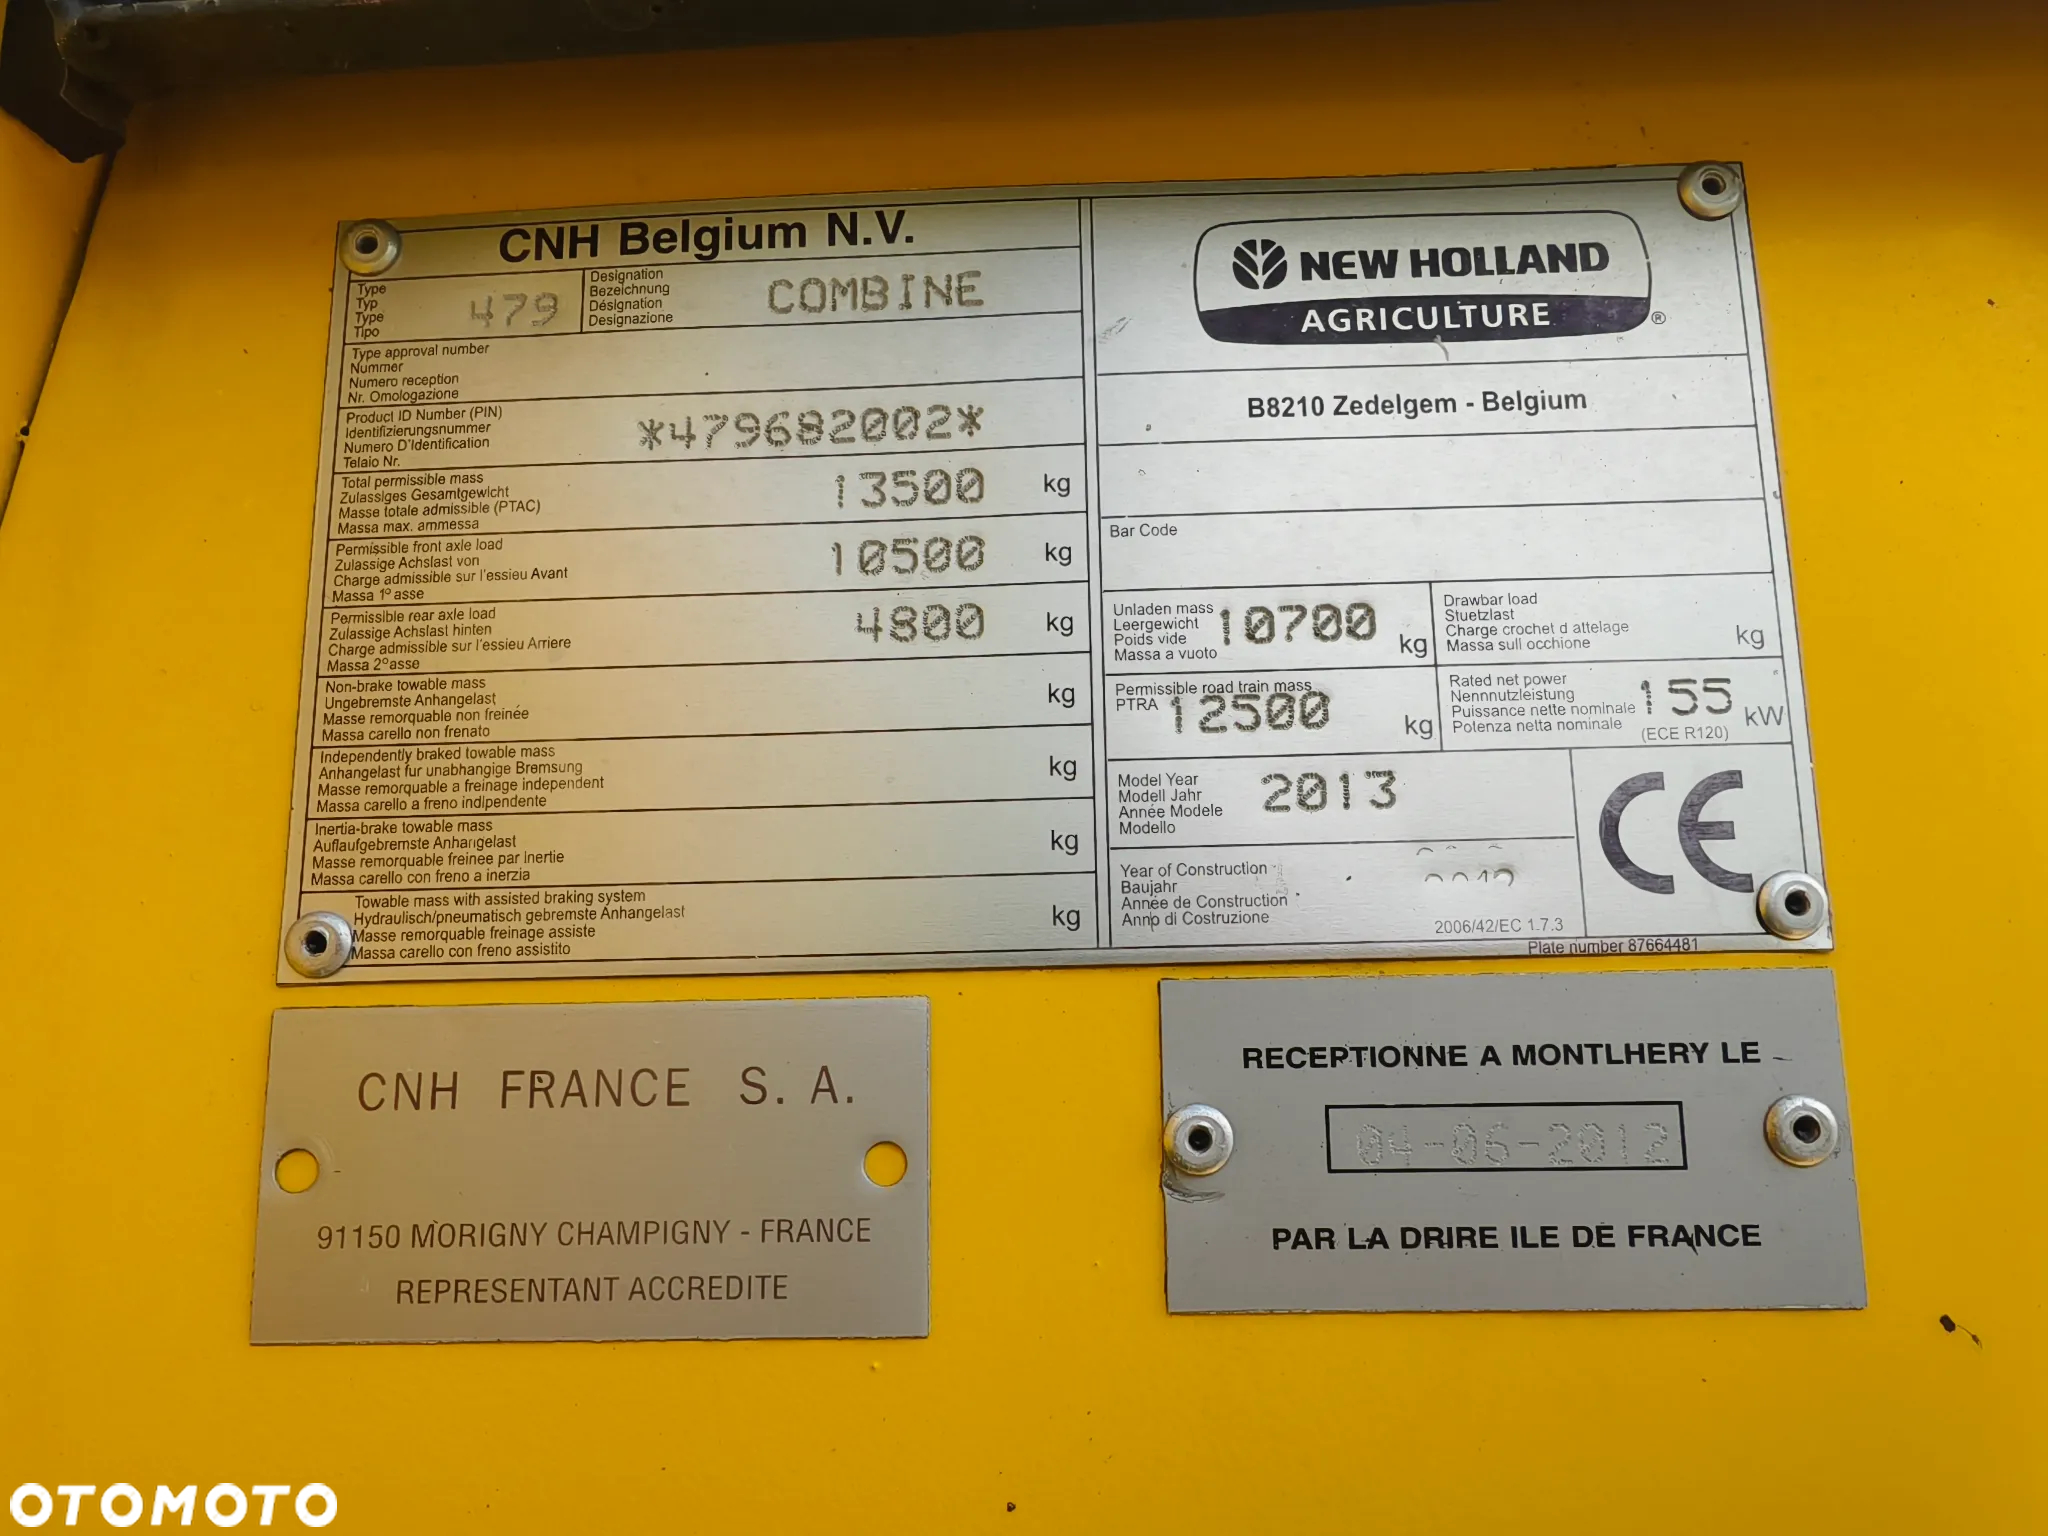 CNH Belgium N.V.
Type
Typ
Type
Tipo
479
Designation
Bezeichnung
Désignation
Designazione
COMBINE
Type approval number
Nummer
Numero reception
Nr. Omologazione
Product ID Number (PIN)
Identifizierungsnummer
Numero D'Identification
Telaio Nr.
*479682002*
Total permissible mass
Zulassiges Gesamtgewicht
Masse totale admissible (PTAC)
Massa max. ammessa
13500 kg
Permissible front axle load
Zulassige Achslast von
Charge admissible sur l'essieu Avant
Massa 1° asse
10500 kg
Permissible rear axle load
Zulassige Achslast hinten
Charge admissible sur l'essieu Arriere
Massa 2°asse
4800 kg
Non-brake towable mass
Ungebremste Anhangelast
Masse remorquable non freinée
Massa carello non frenato
kg
Independently braked towable mass
Anhangelast fur unabhangige Bremsung
Masse remorquable a freinage independent
Massa carello a freno indipendente
kg
Inertia-brake towable mass
Auflaufgebremste Anhangelast
Masse remorquable freinee par Inertie
Massa carello con freno a inerzia
kg
Towable mass with assisted braking system
Hydraulisch/pneumatisch gebremste Anhangelast
Masse remorquable freinage assiste
Massa carello con freno assistito
kg
NEW HOLLAND
AGRICULTURE ®
B8210 Zedelgem - Belgium
Bar Code
Unladen mass
Leergewicht
Poids vide
Massa a vuoto
10700 kg
Drawbar load
Stuetzlast
Charge crochet d attelage
Massa sull occhione
kg
Permissible road train mass
PTRA
12500 kg
Rated net power
Nennnutzleistung
Puissance nette nominale
Potenza netta nominale
155 kW
(ECE R120)
Model Year
Modell Jahr
Année Modele
Modello
2013
Year of Construction
Baujahr
Année de Construction
Anno di Costruzione
2006/42/EC 1.7.3
CE
Plate number 87664481
CNH FRANCE S. A.
91150 MORIGNY CHAMPIGNY - FRANCE
REPRESENTANT ACCREDITE
RECEPTIONNE A MONTLHERY LE
04-06-2012
PAR LA DRIRE ILE DE FRANCE
OTOMOTO